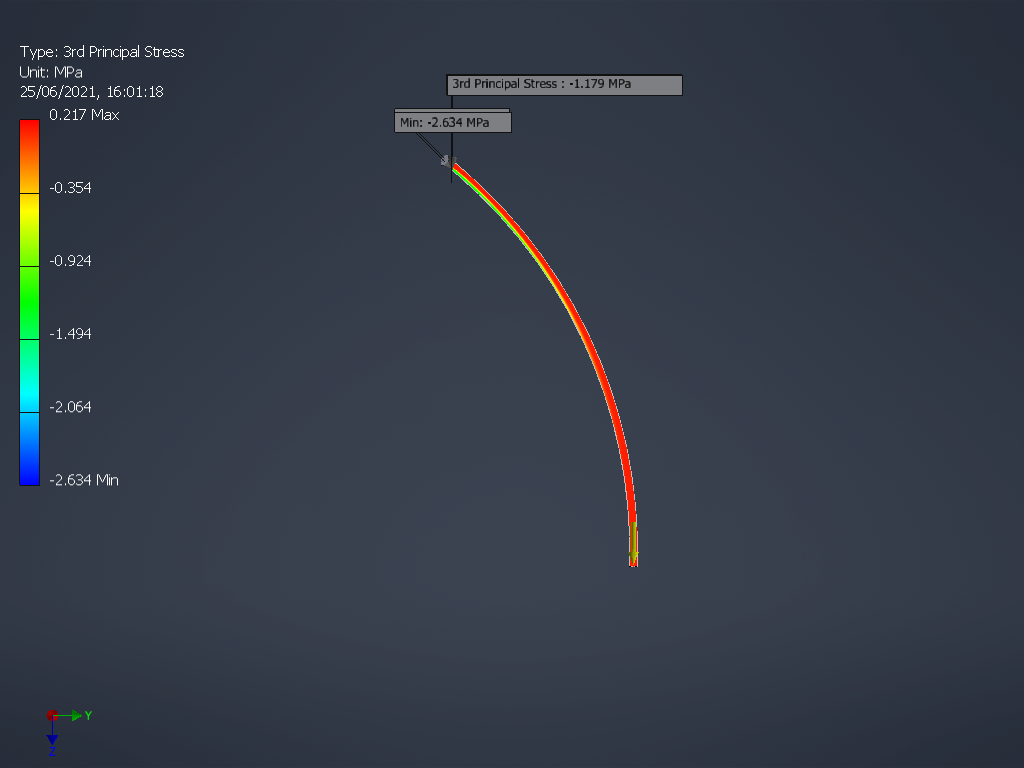 Type: 3rd Principal Stress
Unit: MPa
25/06/2021, 16:01:18
0.217 Max
-0.354
-0.924
-1.494
-2.064
-2.634 Min
3rd Principal Stress : -1.179 MPa
Min: -2.634 MPa
Y
Z